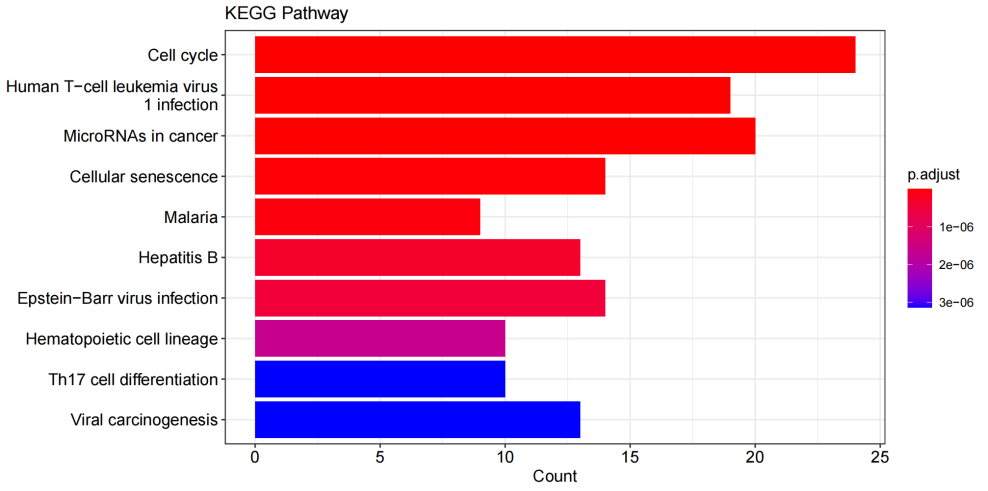 KEGG Pathway
Cell cycle
Human T−cell leukemia virus
1 infection
MicroRNAs in cancer
Cellular senescence
Malaria
Hepatitis B
Epstein−Barr virus infection
Hematopoietic cell lineage
Th17 cell differentiation
Viral carcinogenesis
0 5 10 15 20 25
Count
p.adjust
1e−06
2e−06
3e−06